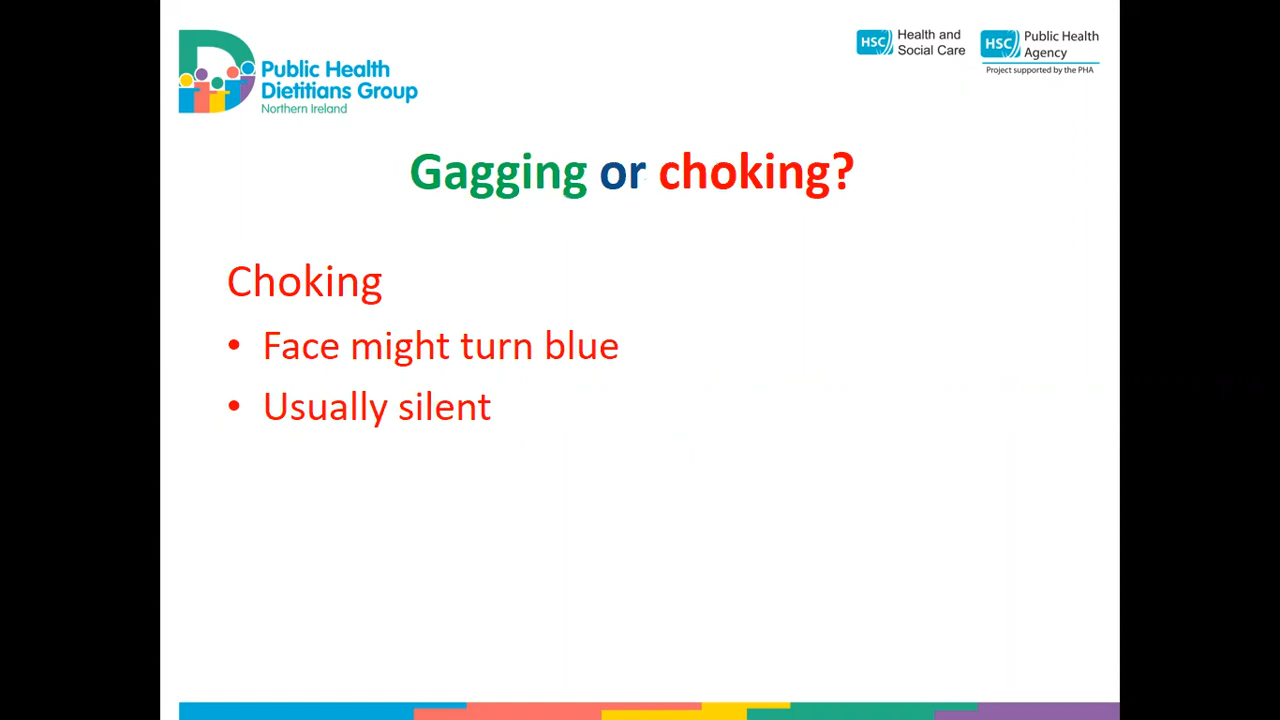 Public Health
Dietitians Group
Northern Ireland
HSC Health and
Social Care
HSC Public Health
Agency
Project supported by the PHA
Gagging or choking?
Choking
• Face might turn blue
• Usually silent